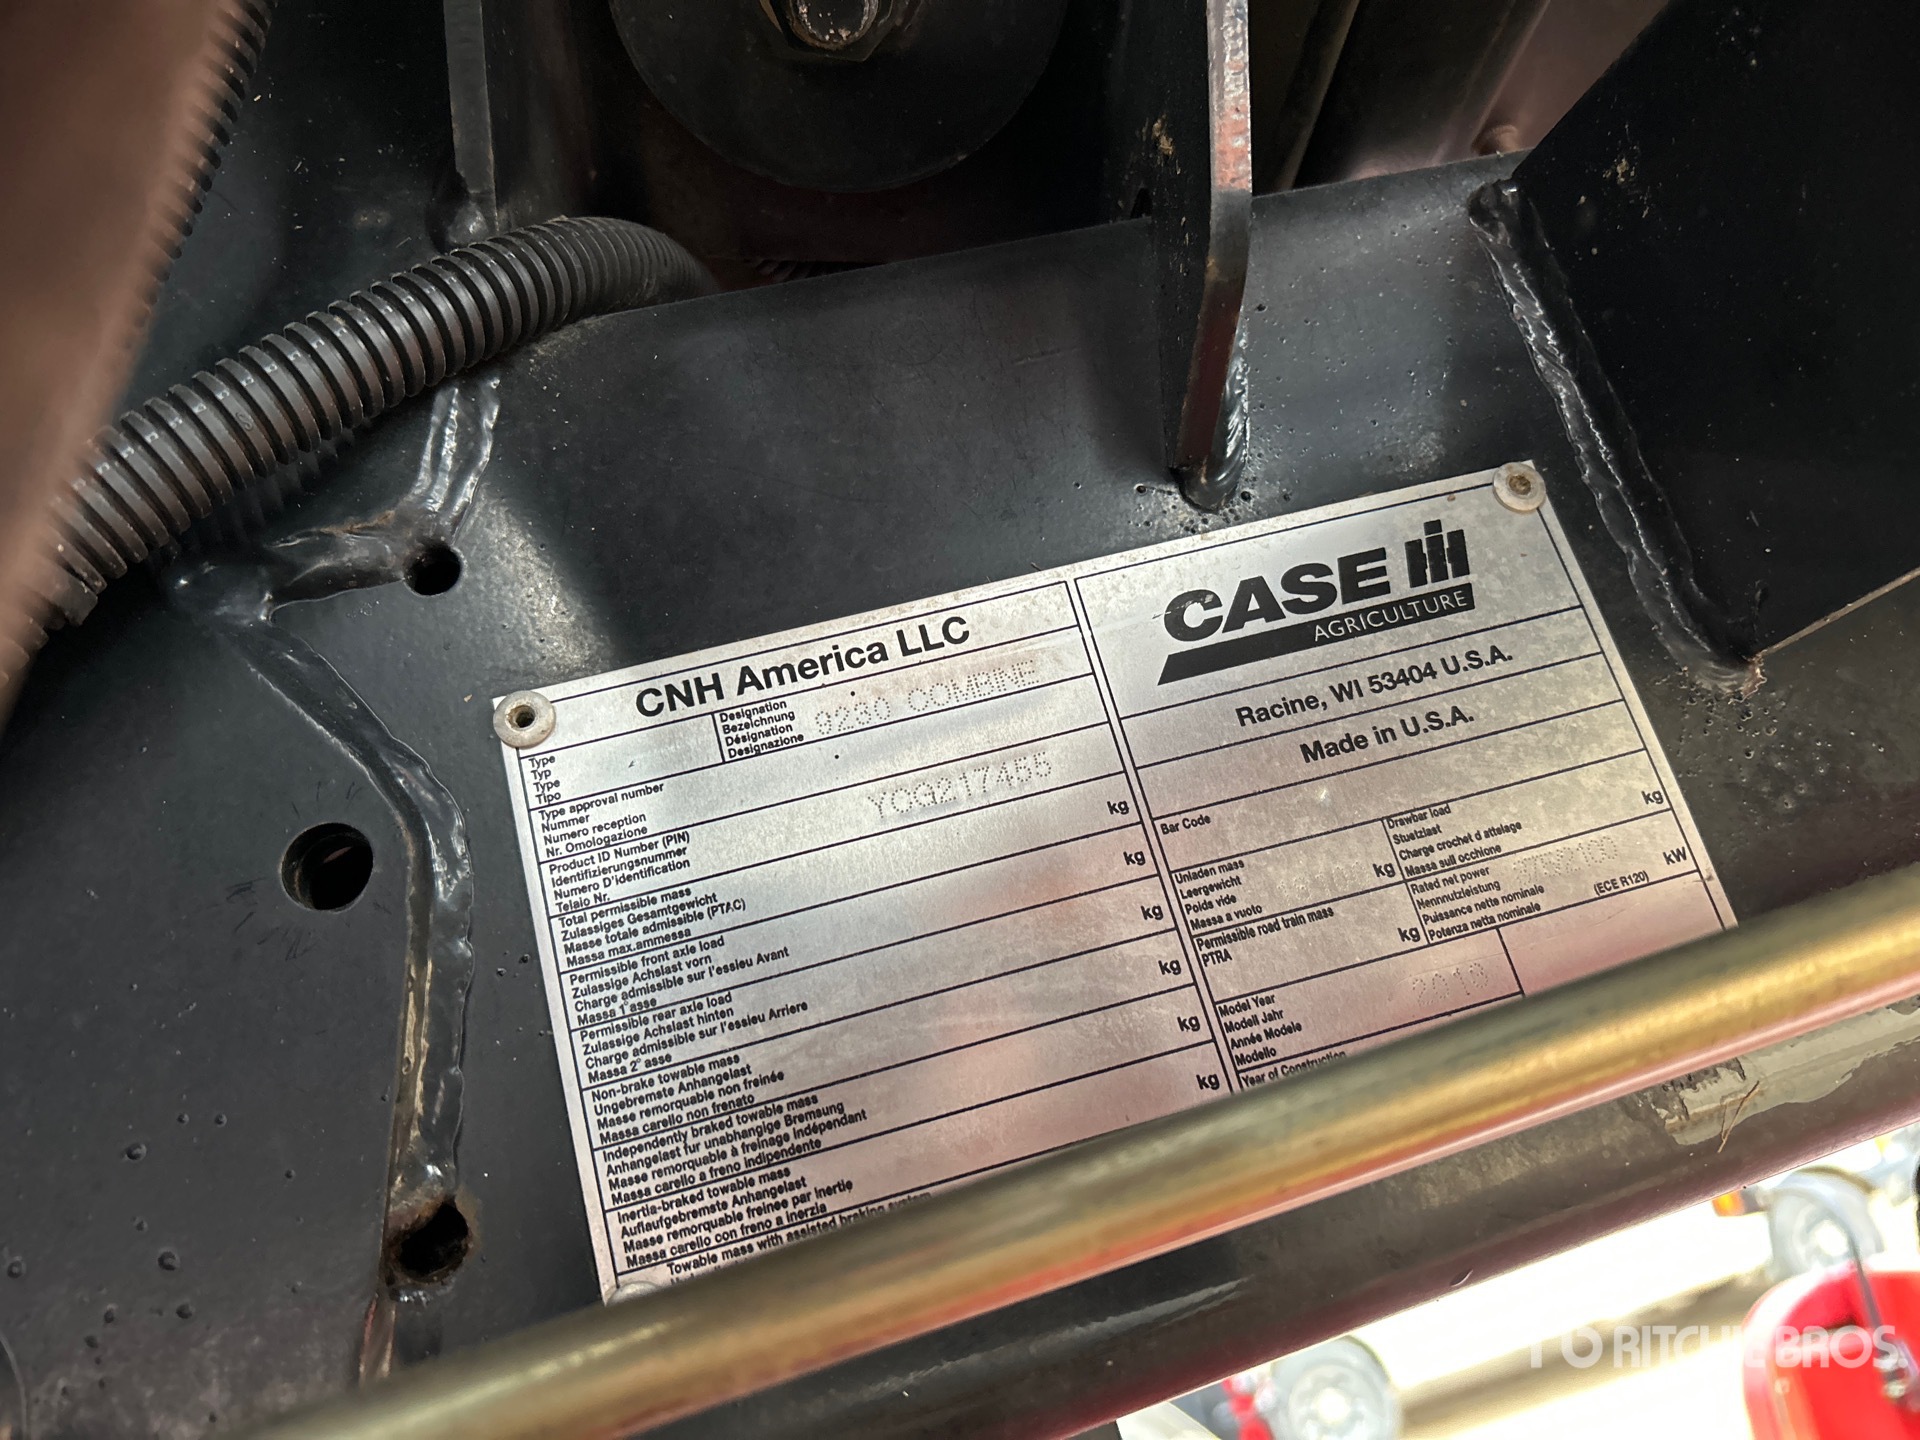 CNH America LLC
Type
Typ
Type
Tipo
Designation
Bezeichnung
Désignation
Designazione
9230 COMBINE
Type approval number
Nummer
Numero reception
Nr. Omologazione
Product ID Number (PIN)
Identifizierungsnummer
Numero D'identification
Telaio Nr.
YCG217455
Total permissible mass
Zulassiges Gesamtgewicht
Masse totale admissible (PTAC)
Massa max.ammessa
kg
Permissible front axle load
Zulassige Achslast vorn
Charge admissible sur l'essieu Avant
Massa 1° asse
kg
Permissible rear axle load
Zulassige Achslast hinten
Charge admissible sur l'essieu Arriere
Massa 2° asse
kg
Non-brake towable mass
Ungebremste Anhangelast
Masse remorquable non freinée
Massa carello non frenato
kg
Independently braked towable mass
Anhangelast fur unabhangige Bremsung
Masse remorquable à freinage indépendant
Massa carello a freno indipendente
kg
Inertia-braked towable mass
Auflaufgebremste Anhangelast
Masse remorquable freinee par inertie
Massa carello con freno a inerzia
kg
Towable mass with assisted braking system
CASE IH
AGRICULTURE
Racine, WI 53404 U.S.A.
Made in U.S.A.
Bar Code
Unladen mass
Leergewicht
Poids vide
Massa a vuoto
kg
Drawbar load
Stuetzlast
Charge crochet d attelage
Massa sull occhione
kg
Permissible road train mass
PTRA
kg
Rated net power
Nennnutzleistung
Puissance nette nominale
Potenza netta nominale
(ECE R120)
kW
Model Year
Modell Jahr
Année Modele
Modello
2013
Year of Construction
RITCHIE BROS.